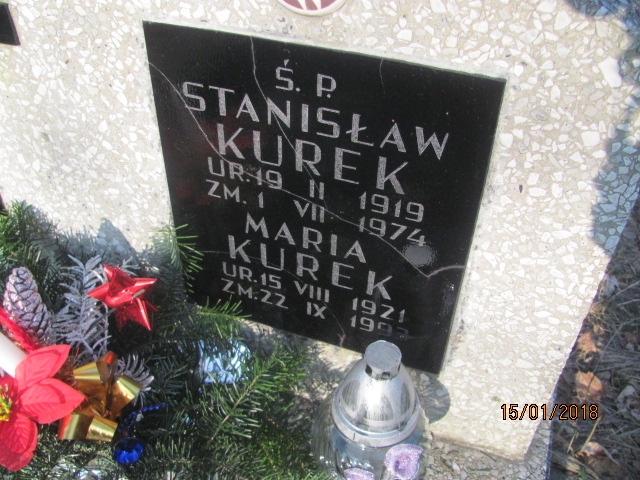 Ś. P.
STANISŁAW
KUREK
UR. 19 II 1919
ZM. 1 VII 1974
MARIA
KUREK
UR. 15 VIII 1921
ZM. 22 IX
15/01/2018